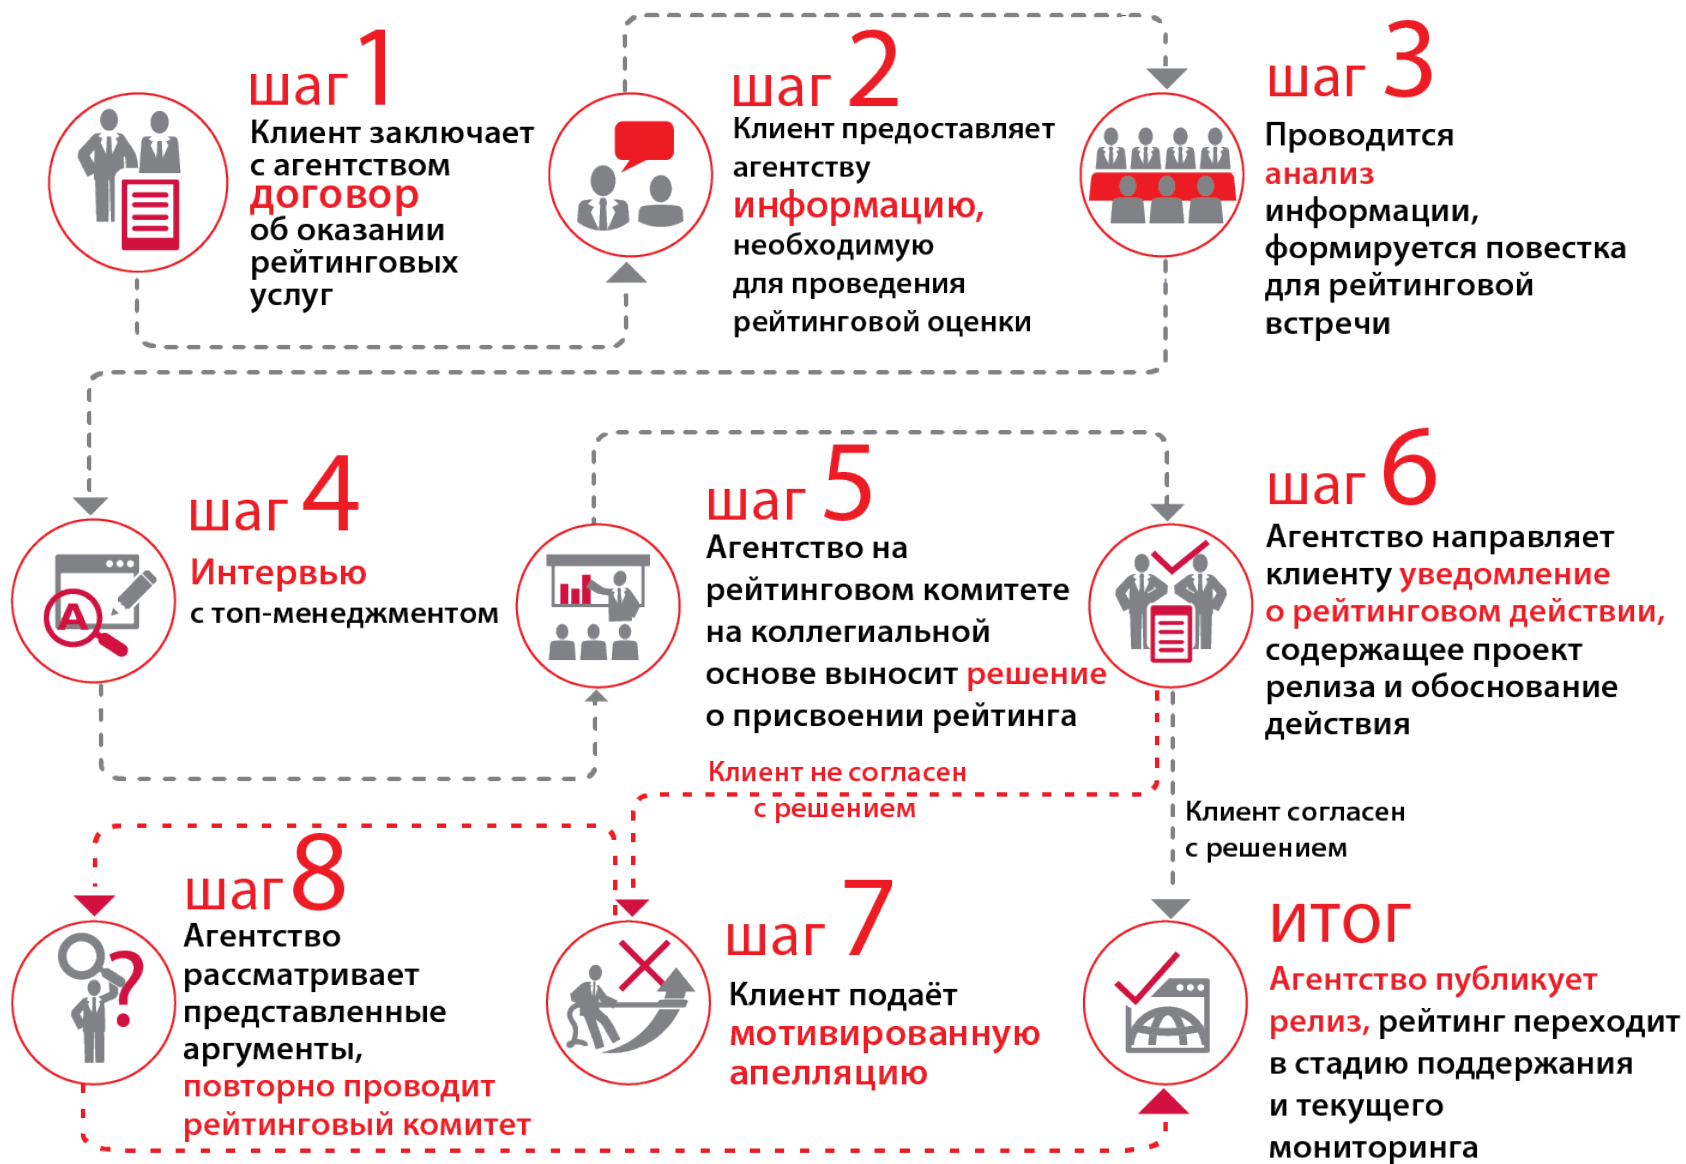 шаг 1
Клиент заключает
с агентством
договор
об оказании
рейтинговых
услуг
шаг 2
Клиент предоставляет
агентству
информацию,
необходимую
для проведения
рейтинговой оценки
шаг 3
Проводится
анализ
информации,
формируется повестка
для рейтинговой
встречи
шаг 4
Интервью
с топ-менеджментом
A
шаг 5
Агентство на
рейтинговом комитете
на коллегиальной
основе выносит решение
о присвоении рейтинга
шаг 6
Агентство направляет
клиенту уведомление
о рейтинговом действии,
содержащее проект
релиза и обоснование
действия
Клиент не согласен
с решением
Клиент согласен
с решением
шаг 8
Агентство
рассматривает
представленные
аргументы,
повторно проводит
рейтинговый комитет
?
шаг 7
Клиент подаёт
мотивированную
апелляцию
итог
Агентство публикует
релиз, рейтинг переходит
в стадию поддержания
и текущего
мониторинга